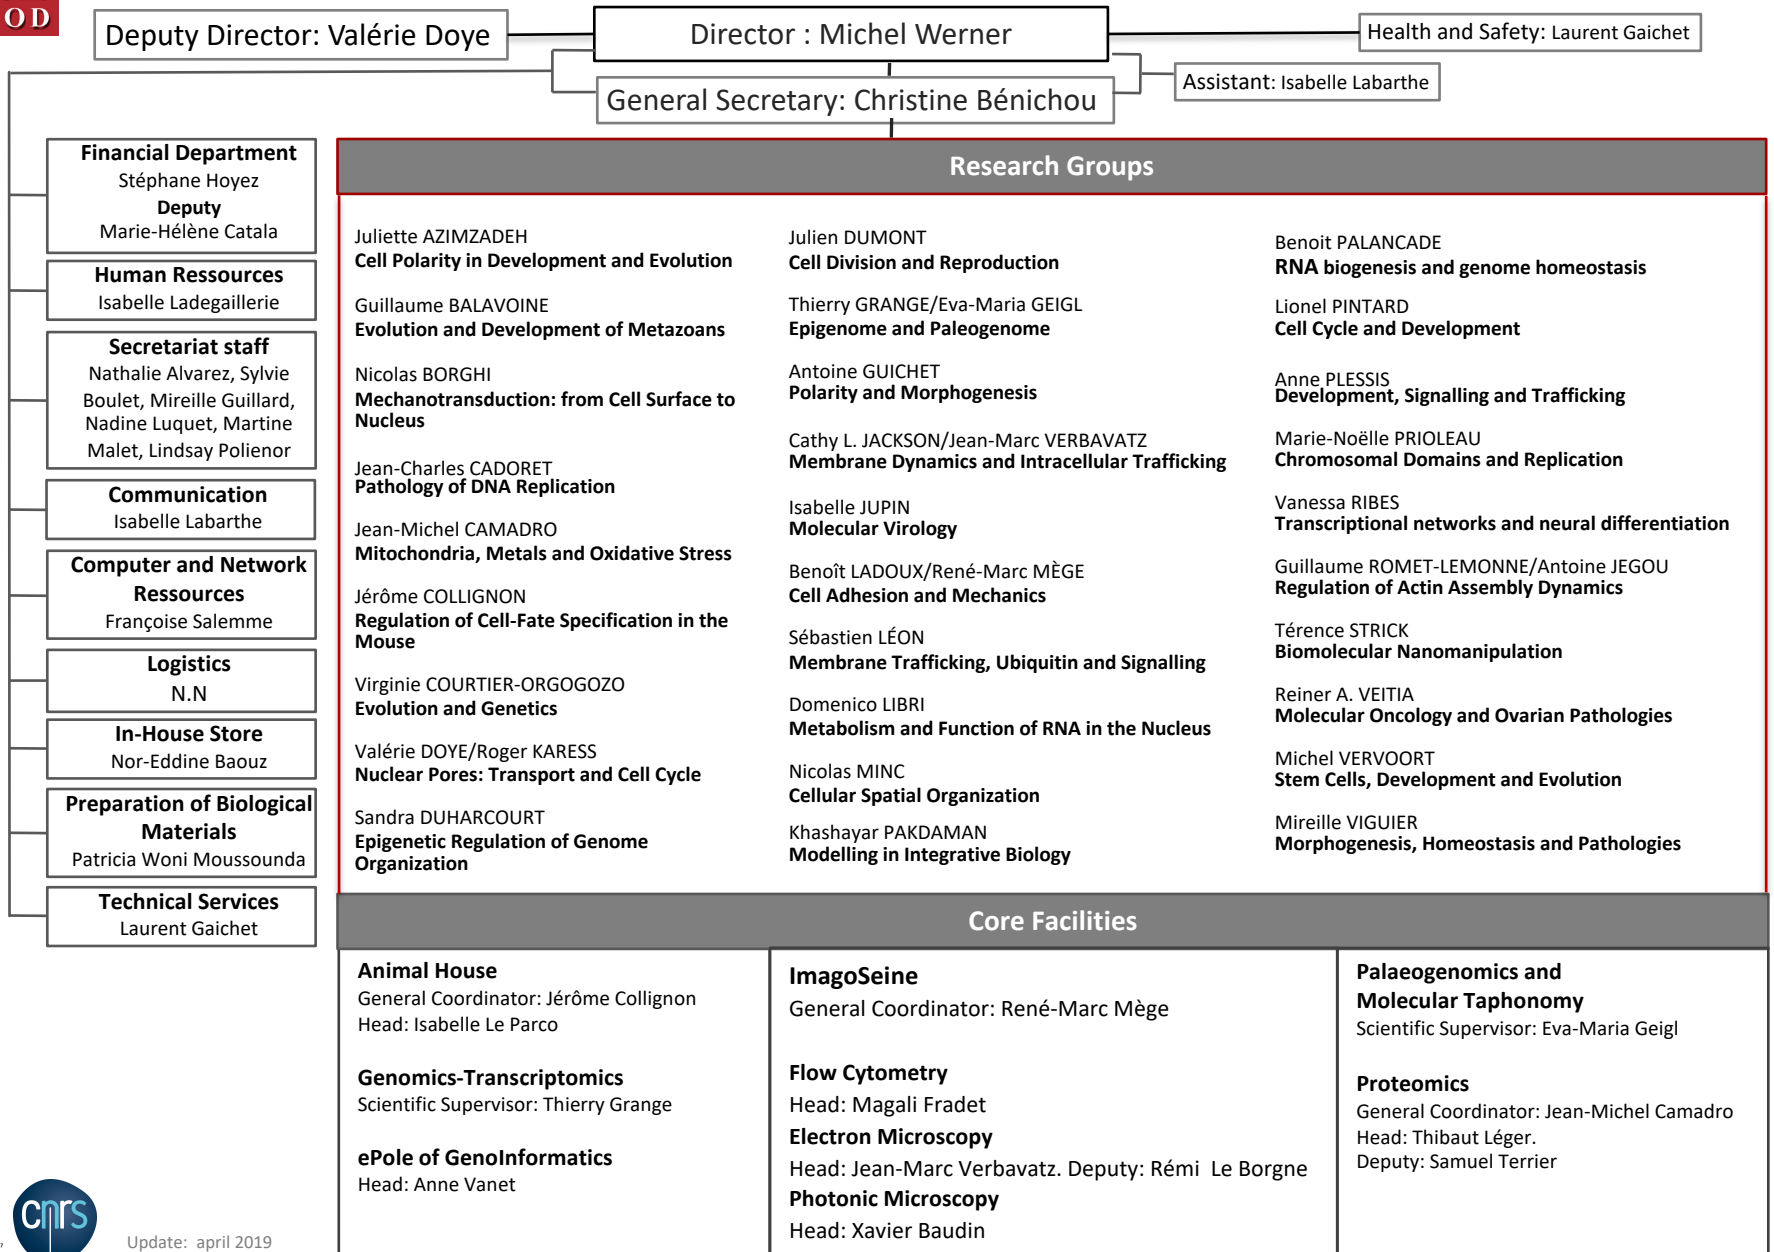 OD
Deputy Director: Valérie Doye
Director : Michel Werner
Health and Safety: Laurent Gaichet
Assistant: Isabelle Labarthe
General Secretary: Christine Bénichou
Financial Department
Stéphane Hoyez
Deputy
Marie-Hélène Catala
Human Ressources
Isabelle Ladegaillerie
Secretariat staff
Nathalie Alvarez, Sylvie
Boulet, Mireille Guillard,
Nadine Luquet, Martine
Malet, Lindsay Polienor
Communication
Isabelle Labarthe
Computer and Network
Ressources
Françoise Salemme
Logistics
N.N
In-House Store
Nor-Eddine Baouz
Preparation of Biological
Materials
Patricia Woni Moussounda
Technical Services
Laurent Gaichet
Research Groups
Juliette AZIMZADEH
Cell Polarity in Development and Evolution
Guillaume BALAVOINE
Evolution and Development of Metazoans
Nicolas BORGHI
Mechanotransduction: from Cell Surface to
Nucleus
Jean-Charles CADORET
Pathology of DNA Replication
Jean-Michel CAMADRO
Mitochondria, Metals and Oxidative Stress
Jérôme COLLIGNON
Regulation of Cell-Fate Specification in the
Mouse
Virginie COURTIER-ORGOGOZO
Evolution and Genetics
Valérie DOYE/Roger KARESS
Nuclear Pores: Transport and Cell Cycle
Sandra DUHARCOURT
Epigenetic Regulation of Genome
Organization
Julien DUMONT
Cell Division and Reproduction
Thierry GRANGE/Eva-Maria GEIGL
Epigenome and Paleogenome
Antoine GUICHET
Polarity and Morphogenesis
Cathy L. JACKSON/Jean-Marc VERBAVATZ
Membrane Dynamics and Intracellular Trafficking
Isabelle JUPIN
Molecular Virology
Benoît LADOUX/René-Marc MÈGE
Cell Adhesion and Mechanics
Sébastien LÉON
Membrane Trafficking, Ubiquitin and Signalling
Domenico LIBRI
Metabolism and Function of RNA in the Nucleus
Nicolas MINC
Cellular Spatial Organization
Khashayar PAKDAMAN
Modelling in Integrative Biology
Benoit PALANCADE
RNA biogenesis and genome homeostasis
Lionel PINTARD
Cell Cycle and Development
Anne PLESSIS
Development, Signalling and Trafficking
Marie-Noëlle PRIOLEAU
Chromosomal Domains and Replication
Vanessa RIBES
Transcriptional networks and neural differentiation
Guillaume ROMET-LEMONNE/Antoine JEGOU
Regulation of Actin Assembly Dynamics
Térence STRICK
Biomolecular Nanomanipulation
Reiner A. VEITIA
Molecular Oncology and Ovarian Pathologies
Michel VERVOORT
Stem Cells, Development and Evolution
Mireille VIGUIER
Morphogenesis, Homeostasis and Pathologies
Core Facilities
Animal House
General Coordinator: Jérôme Collignon
Head: Isabelle Le Parco
Genomics-Transcriptomics
Scientific Supervisor: Thierry Grange
ePole of GenoInformatics
Head: Anne Vanet
ImagoSeine
General Coordinator: René-Marc Mège
Flow Cytometry
Head: Magali Fradet
Electron Microscopy
Head: Jean-Marc Verbavatz. Deputy: Rémi Le Borgne
Photonic Microscopy
Head: Xavier Baudin
Palaeogenomics and
Molecular Taphonomy
Scientific Supervisor: Eva-Maria Geigl
Proteomics
General Coordinator: Jean-Michel Camadro
Head: Thibaut Léger.
Deputy: Samuel Terrier
cnrs
Update: april 2019